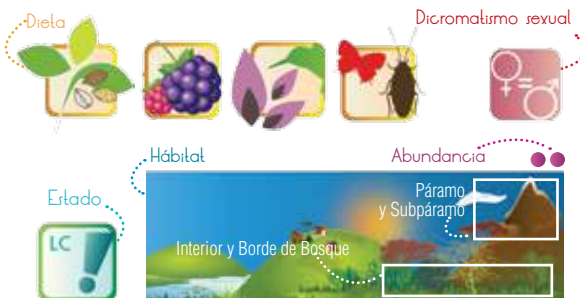 Dieta
Dicromatismo sexual
Hábitat
Abundancia
Estado
LC
Páramo
y Subpáramo
Interior y Borde de Bosque